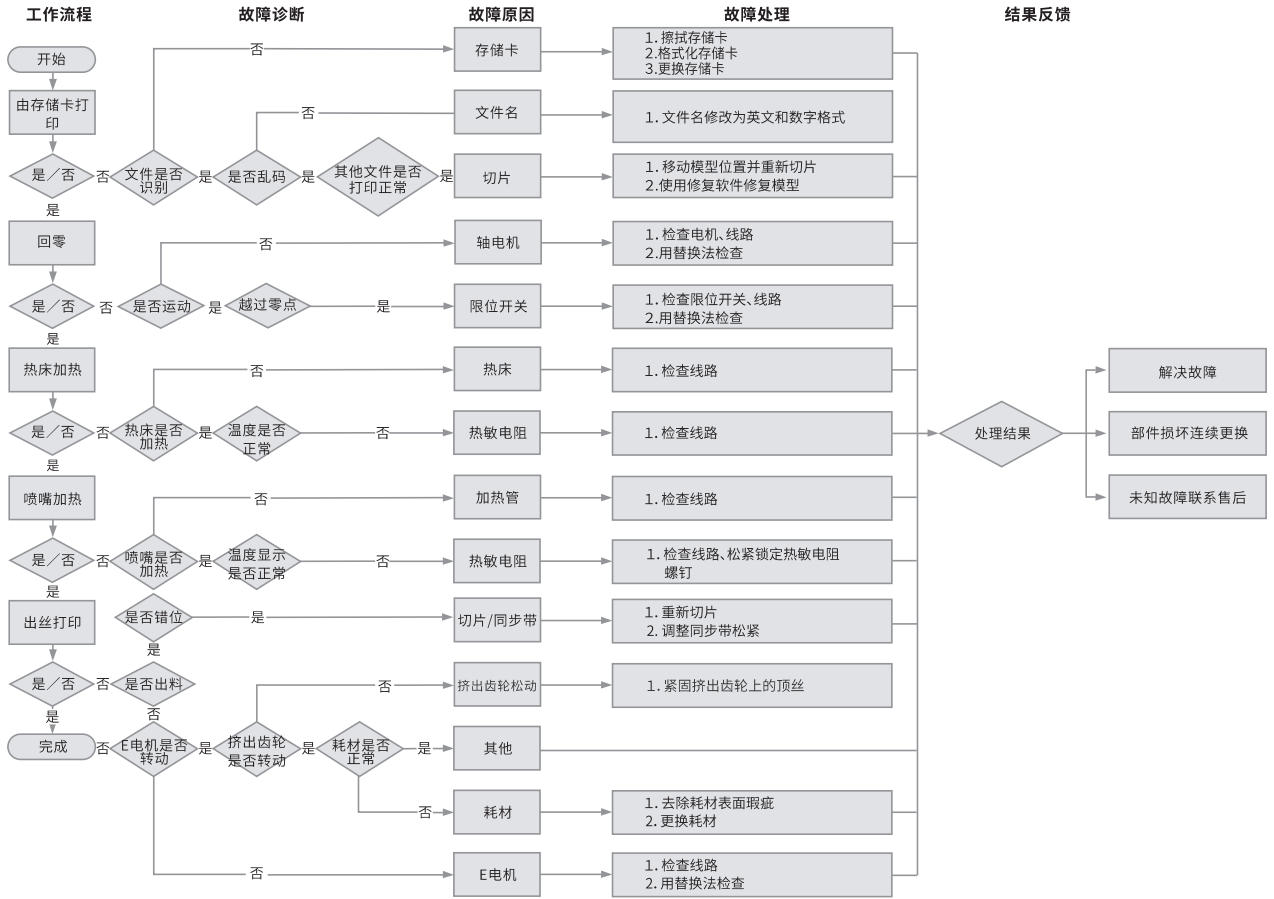 工作流程
故障诊断
故障原因
故障处理
结果反馈
开始
否
存储卡
1.擦拭存储卡
2.格式化存储卡
3.更换存储卡
由存储卡打
印
否
文件名
1.文件名修改为英文和数字格式
是／否
否
文件是否
识别
是
是否乱码
是
其他文件是否
打印正常
是
切片
1.移动模型位置并重新切片
2.使用修复软件修复模型
是
回零
否
轴电机
1.检查电机、线路
2.用替换法检查
是／否
否
是否运动
是
越过零点
是
限位开关
1.检查限位开关、线路
2.用替换法检查
是
热床加热
否
热床
1.检查线路
解决故障
是／否
否
热床是否
加热
是
温度是否
正常
否
热敏电阻
1.检查线路
处理结果
部件损坏连续更换
是
喷嘴加热
否
加热管
1.检查线路
未知故障联系售后
是／否
否
喷嘴是否
加热
是
温度显示
是否正常
否
热敏电阻
1.检查线路、松紧锁定热敏电阻
螺钉
是
出丝打印
是否错位
是
切片/同步带
1.重新切片
2.调整同步带松紧
是
是／否
否
是否出料
否
挤出齿轮松动
1.紧固挤出齿轮上的顶丝
是
否
完成
否
E电机是否
转动
是
挤出齿轮
是否转动
是
耗材是否
正常
是
其他
否
耗材
1.去除耗材表面瑕疵
2.更换耗材
否
E电机
1.检查线路
2.用替换法检查